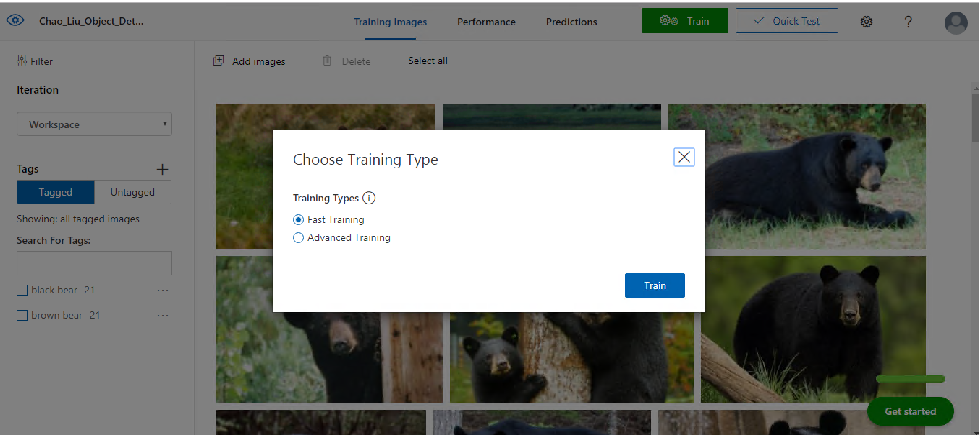 Chao_Liu_Object_Det...
Training Images
Performance
Predictions
Train
Quick Test
?
Filter
Add images
Delete
Select all
Iteration
Workspace
Tags
Tagged
Untagged
Showing: all tagged images
Search For Tags:
black bear 21
...
brown bear 21
...
Choose Training Type
Training Types
Fast Training
Advanced Training
Train
Get started